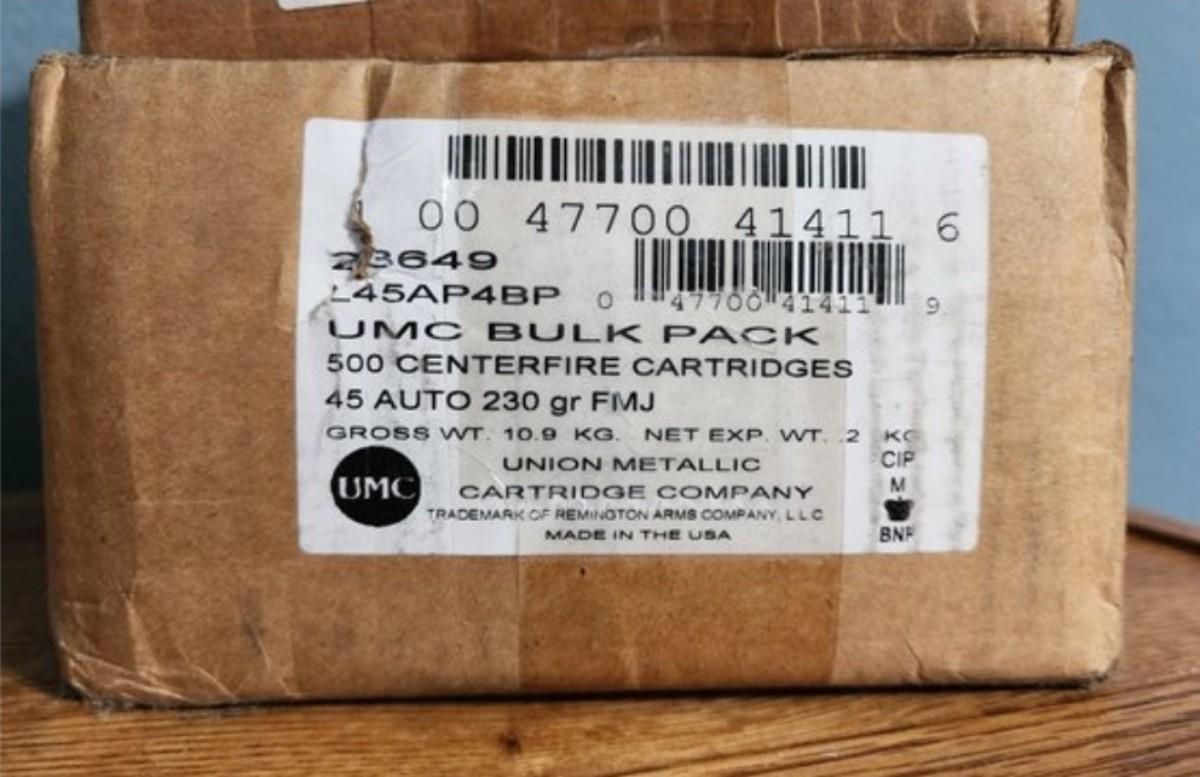 00 47700 41411 6
23649
L45AP4BP
0 47700 41411 9
UMC BULK PACK
500 CENTERFIRE CARTRIDGES
45 AUTO 230 gr FMJ
GROSS WT. 10.9 KG. NET EXP. WT. .2 KG
CIP
M
BNP
UMC
UNION METALLIC
CARTRIDGE COMPANY
TRADEMARK OF REMINGTON ARMS COMPANY, L.L.C.
MADE IN THE USA